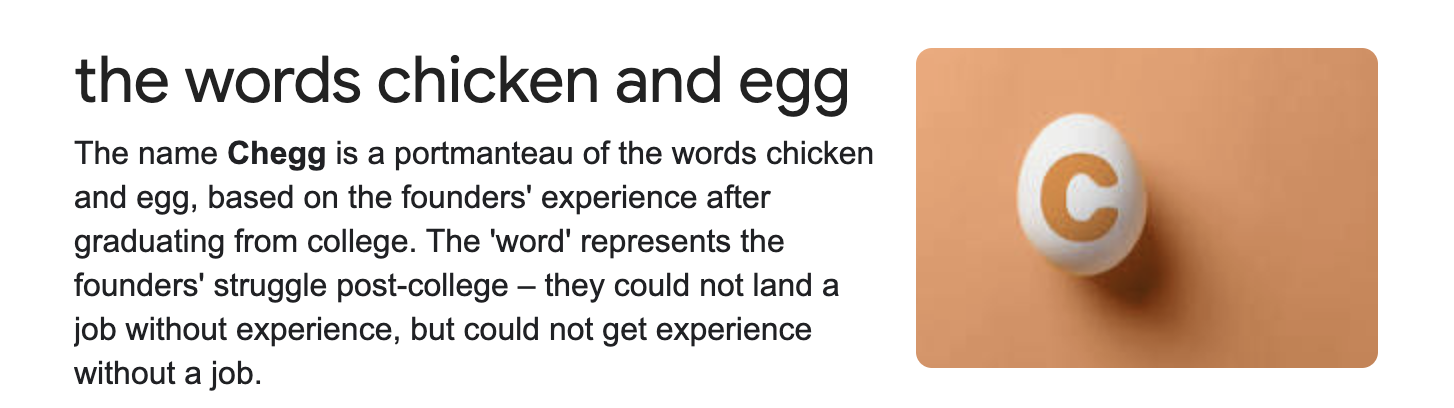 the words chicken and egg
The name Chegg is a portmanteau of the words chicken
and egg, based on the founders' experience after
graduating from college. The 'word' represents the
founders' struggle post-college – they could not land a
job without experience, but could not get experience
without a job.
C